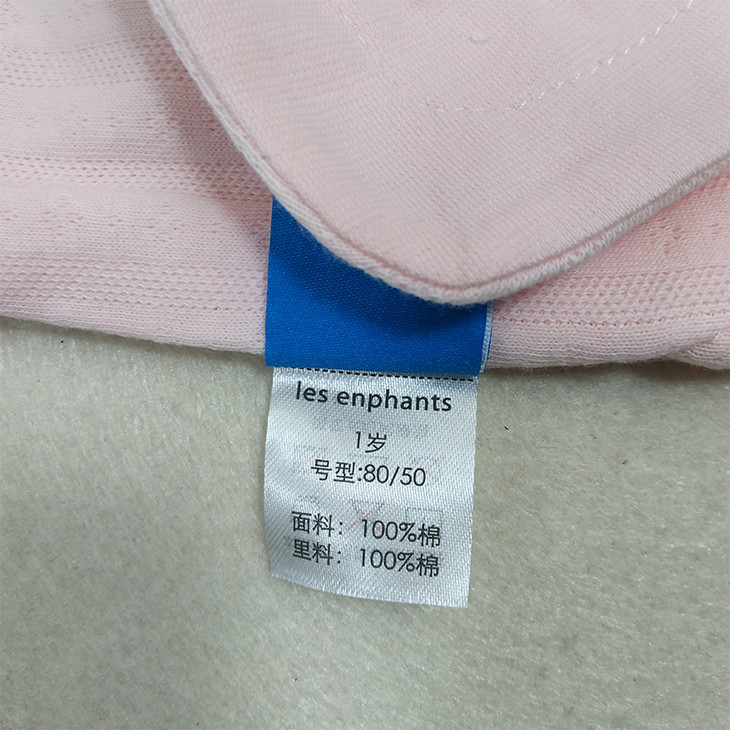 les enphants
1岁
号型:80/50
面料：100%棉
里料：100%棉